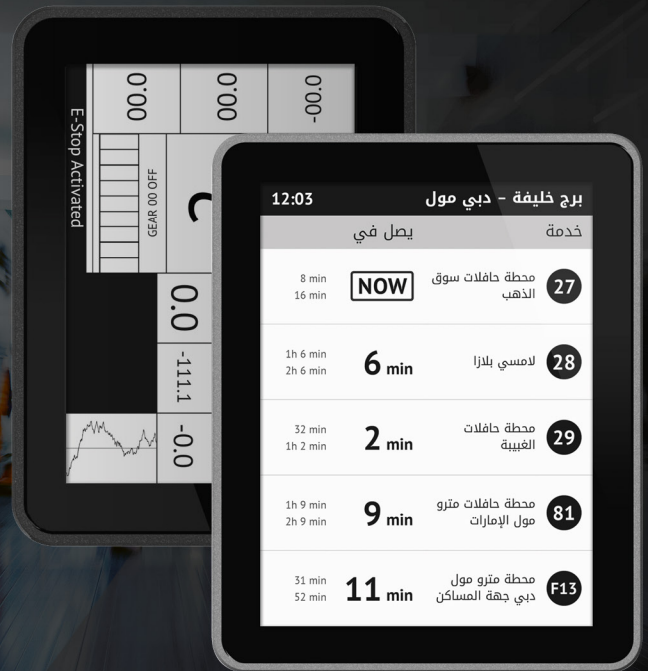 برج خليفة – دبي مول
12:03
خدمة
يصل في
27
محطة حافلات سوق
الذهب
NOW
8 min
16 min
28
لامسي بلازا
6 min
1h 6 min
2h 6 min
29
محطة حافلات
الغبيبة
2 min
32 min
1h 2 min
81
محطة حافلات مترو
مول الإمارات
9 min
1h 9 min
2h 9 min
F13
محطة مترو مول
دبي جهة المساكن
11 min
31 min
52 min
E-Stop Activated
00.0
0.00
-00.0
GEAR 00 OFF
0.0
-111.1
-0.0